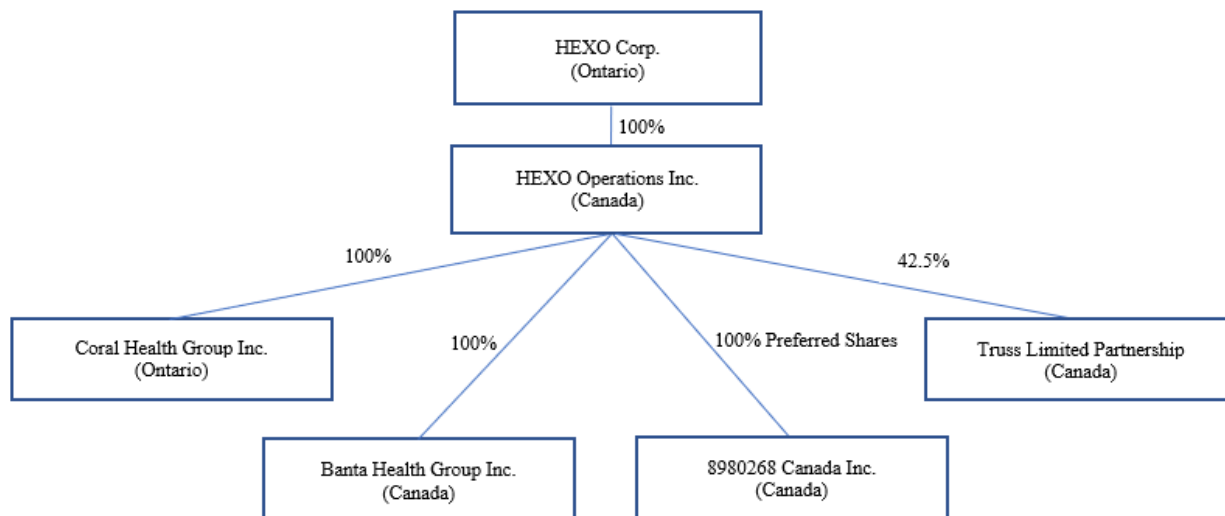 HEXO Corp.
(Ontario)
100%
HEXO Operations Inc.
(Canada)
100%
42.5%
100%
100% Preferred Shares
Coral Health Group Inc.
(Ontario)
Truss Limited Partnership
(Canada)
Banta Health Group Inc.
(Canada)
8980268 Canada Inc.
(Canada)